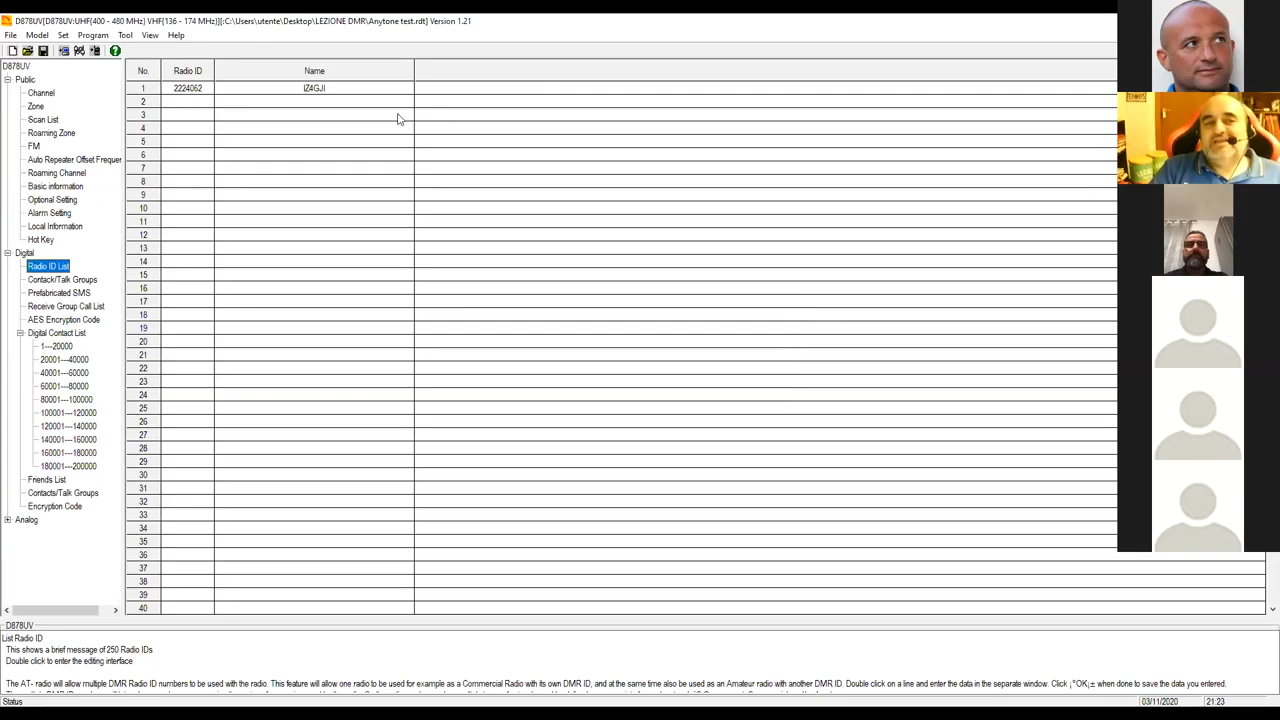 D878UV[D878UV:UHF{400 - 480 MHz} VHF{136 - 174 MHz}][:C:\Users\utente\Desktop\LEZIONE DMR\Anytone test.rdt] Version 1.21
File Model Set Program Tool View Help
D878UV
Public
Channel
Zone
Scan List
Roaming Zone
FM
Auto Repeater Offset Frequer
Roaming Channel
Basic information
Optional Setting
Alarm Setting
Local Information
Hot Key
Digital
Radio ID List
Contack/Talk Groups
Prefabricated SMS
Receive Group Call List
AES Encryption Code
Digital Contact List
1---20000
20001---40000
40001---60000
60001---80000
80001---100000
100001---120000
120001---140000
140001---160000
160001---180000
180001---200000
Friends List
Contacts/Talk Groups
Encryption Code
Analog
No. Radio ID Name
1 2224062 IZ4GJI
2
3
4
5
6
7
8
9
10
11
12
13
14
15
16
17
18
19
20
21
22
23
24
25
26
27
28
29
30
31
32
33
34
35
36
37
38
39
40
D878UV
List Radio ID
This shows a brief message of 250 Radio IDs
Double click to enter the editing interface
The AT- radio will allow multiple DMR Radio ID numbers to be used with the radio. This feature will allow one radio to be used for example as a Commercial Radio with its own DMR ID, and at the same time also be used as an Amateur radio with another DMR ID. Double click on a line and enter the data in the separate window. Click ¡°OK¡± when done to save the data you entered.
Status 03/11/2020 21:23